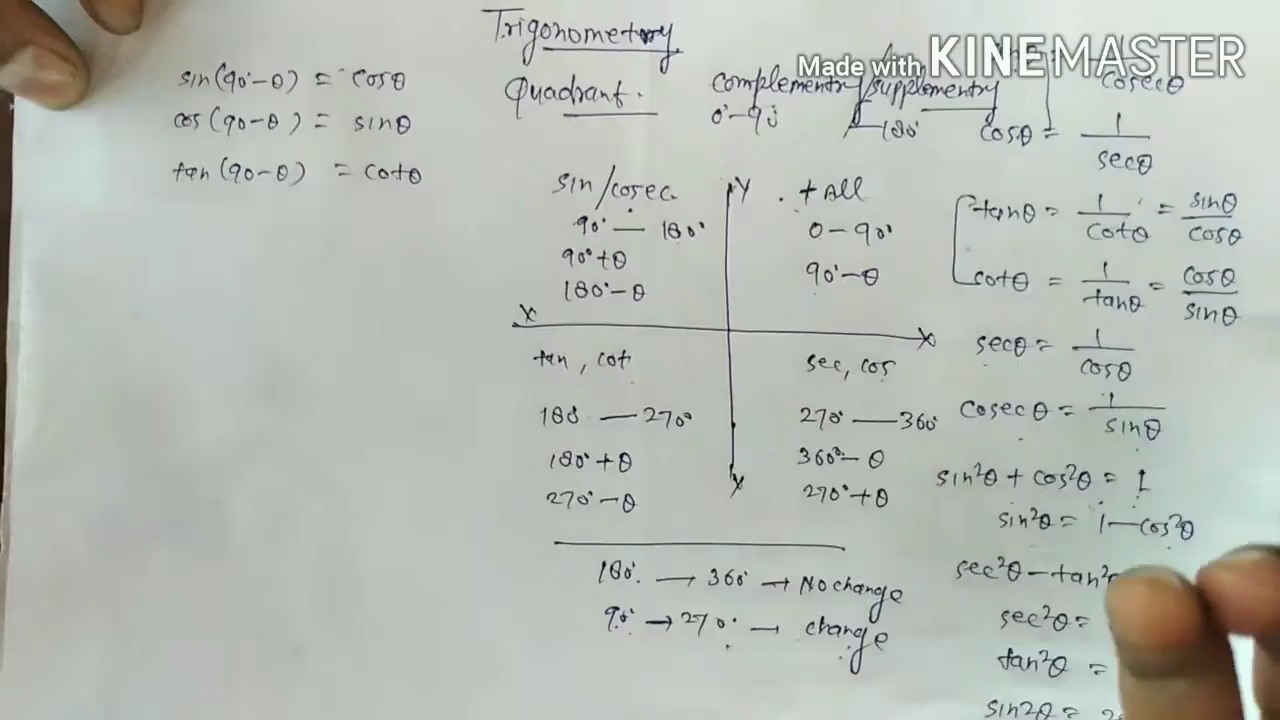 Trigonometry
Quadrant.
complementry/supplementry
0°-90°
180°
Made with KINEMASTER
sin(90°-θ) = cosθ
cos(90-θ) = sinθ
tan(90-θ) = cotθ
sin/cosec
90° — 180°
90°+θ
180°-θ
Y
+ All
0-90°
90°-θ
X
X
tan, cot
180 — 270°
180°+θ
270°-θ
sec, cos
270° — 360°
360°-θ
270°+θ
Y
180° → 360° → No change
90° → 270° → change
cosecθ
cosθ = 1/secθ
tanθ = 1/cotθ = sinθ/cosθ
cotθ = 1/tanθ = cosθ/sinθ
secθ = 1/cosθ
cosecθ = 1/sinθ
sin²θ + cos²θ = 1
sin²θ = 1-cos²θ
sec²θ-tan²
sec²θ =
tan²θ =
sin2θ =